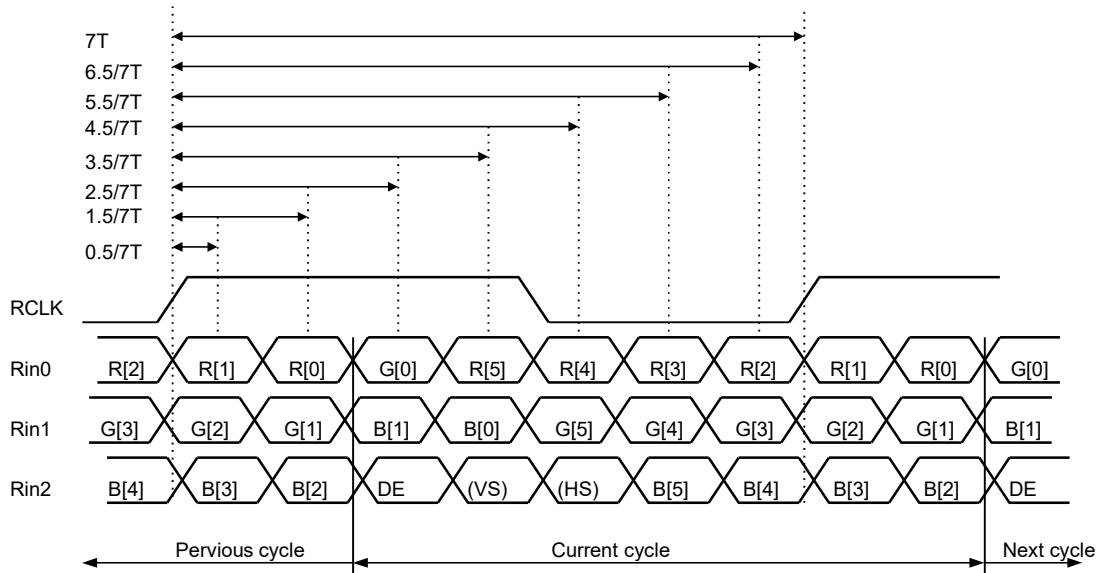 7T
6.5/7T
5.5/7T
4.5/7T
3.5/7T
2.5/7T
1.5/7T
0.5/7T
RCLK
Rin0 R[2] R[1] R[0] G[0] R[5] R[4] R[3] R[2] R[1] R[0] G[0]
Rin1 G[3] G[2] G[1] B[1] B[0] G[5] G[4] G[3] G[2] G[1] B[1]
Rin2 B[4] B[3] B[2] DE (VS) (HS) B[5] B[4] B[3] B[2] DE
Pervious cycle Current cycle Next cycle